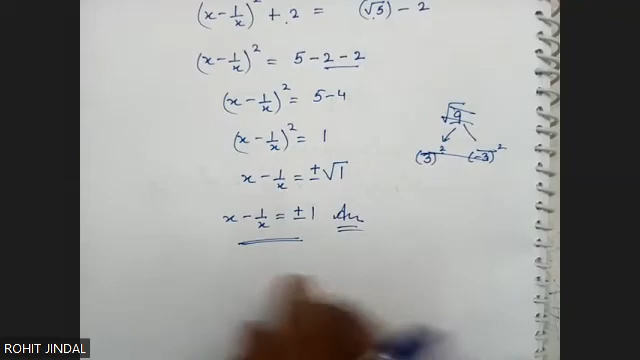 (x - 1/x)² + 2 = (√5) - 2
(x - 1/x)² = 5 - 2 - 2
(x - 1/x)² = 5 - 4
(x - 1/x)² = 1
x - 1/x = ±√1
x - 1/x = ±1 Ans
√9
(3)² (-3)²
ROHIT JINDAL